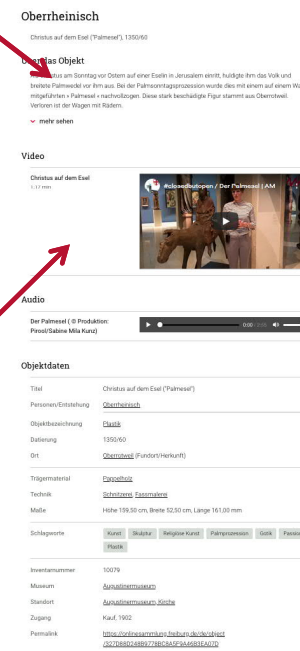 Oberrheinisch
Christus auf dem Esel ("Palmesel"), 1350/60
das Objekt
am Sonntag vor Ostern auf einer Eselin in Jerusalem einritt, huldigte ihm das Volk und
breitete Palmwedel vor ihm aus. Bei der Palmsonntagsprozession wurde dies mit einem auf einem
mitgeführten » Palmesel « nachvollzogen. Diese stark beschädigte Figur stammt aus Oberrotweil.
Verloren ist der Wagen mit Rädern.
mehr sehen
Video
Christus auf dem Esel
1:11 min
#closedbutopen / Der Palmesel | AM
Audio
Der Palmesel ( © Produktion:
Pirool/Sabine Mila Kunz)
0:00
Objektdaten
Titel Christus auf dem Esel ("Palmesel")
Personen/Entstehung Oberrheinisch
Objektbezeichnung Plastik
Datierung 1350/60
Ort Oberrotweil (Fundort/Herkunft)
Trägermaterial Pappelholz
Technik Schnitzerei, Fassmalerei
Maße Höhe 159,50 cm, Breite 52,50 cm, Länge 161,00 mm
Schlagworte Kunst Skulptur Religiöse Kunst Palmprozession Gotik
Plastik
Inventarnummer 10079
Museum Augustinermuseum
Standort Augustinermuseum, Kirche
Zugang Kauf, 1902
Permalink https://onlinesammlung.freiburg.de/de/object
/327D88D248B9778BC8A5F9A46B3EA07D